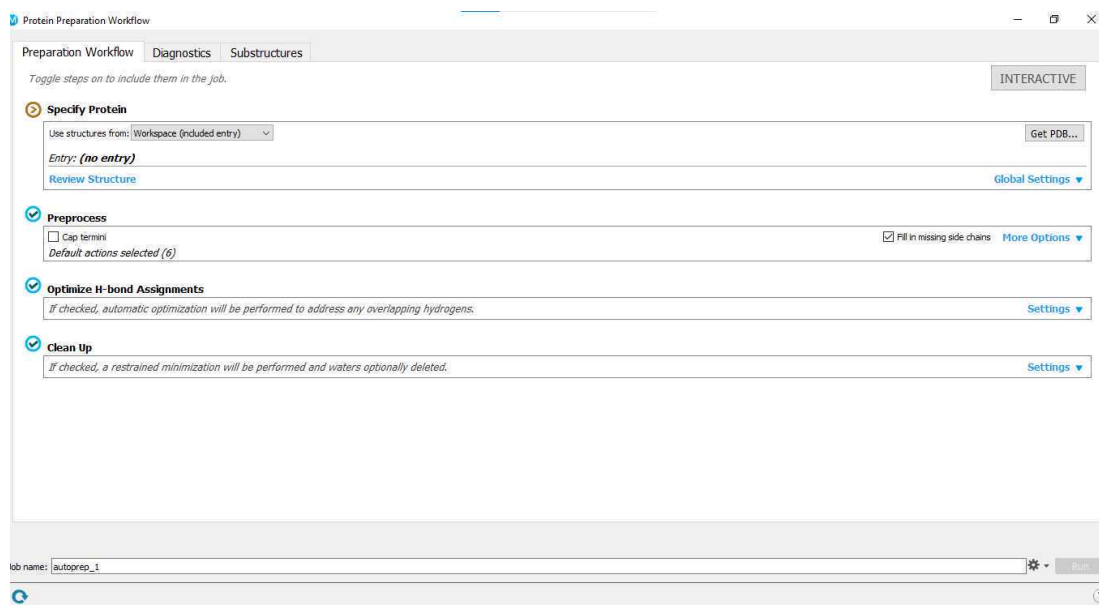 Protein Preparation Workflow
Preparation Workflow Diagnostics Substructures
Toggle steps on to include them in the job. INTERACTIVE
Specify Protein
Use structures from: Workspace (included entry) Get PDB...
Entry: (no entry)
Review Structure Global Settings
Preprocess
Cap termini Fill in missing side chains More Options
Default actions selected (6)
Optimize H-bond Assignments
If checked, automatic optimization will be performed to address any overlapping hydrogens. Settings
Clean Up
If checked, a restrained minimization will be performed and waters optionally deleted. Settings
Job name: autoprep_1 Run